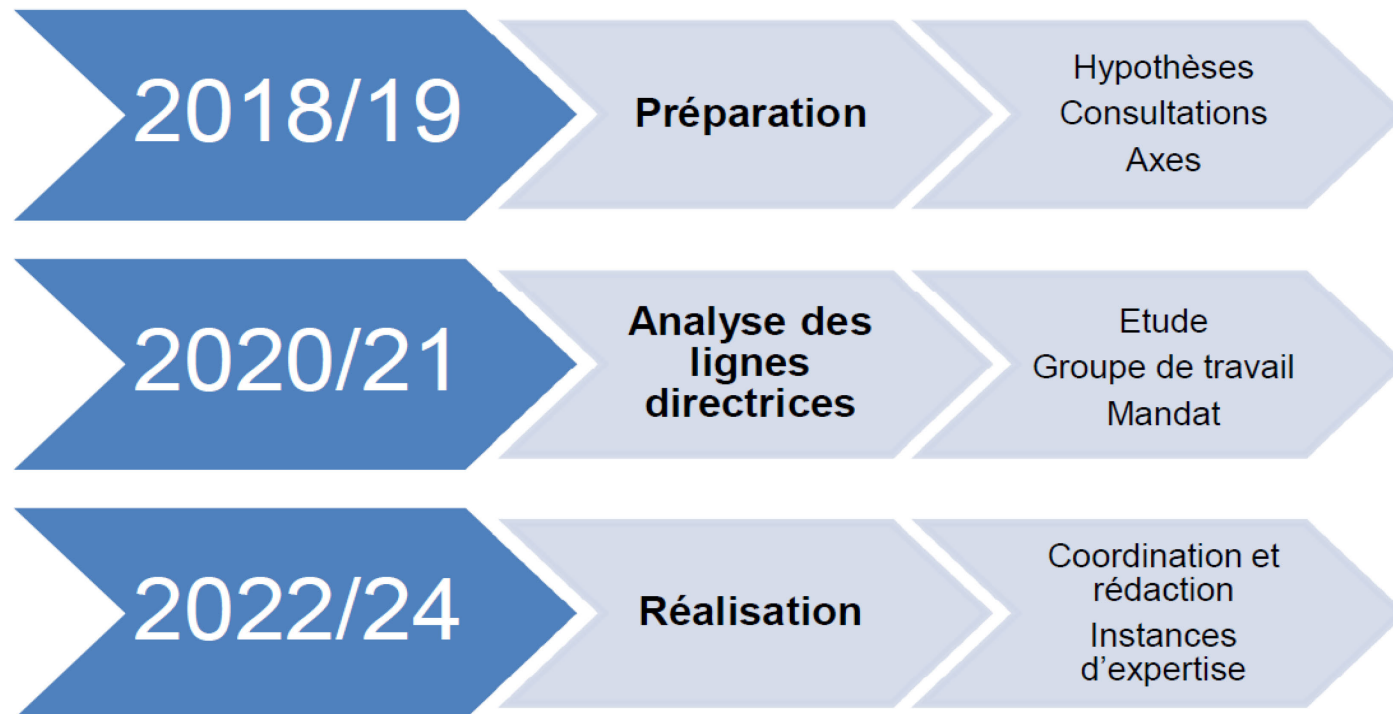 2018/19
Préparation
Hypothèses
Consultations
Axes
2020/21
Analyse des
lignes
directrices
Etude
Groupe de travail
Mandat
2022/24
Réalisation
Coordination et
rédaction
Instances
d’expertise